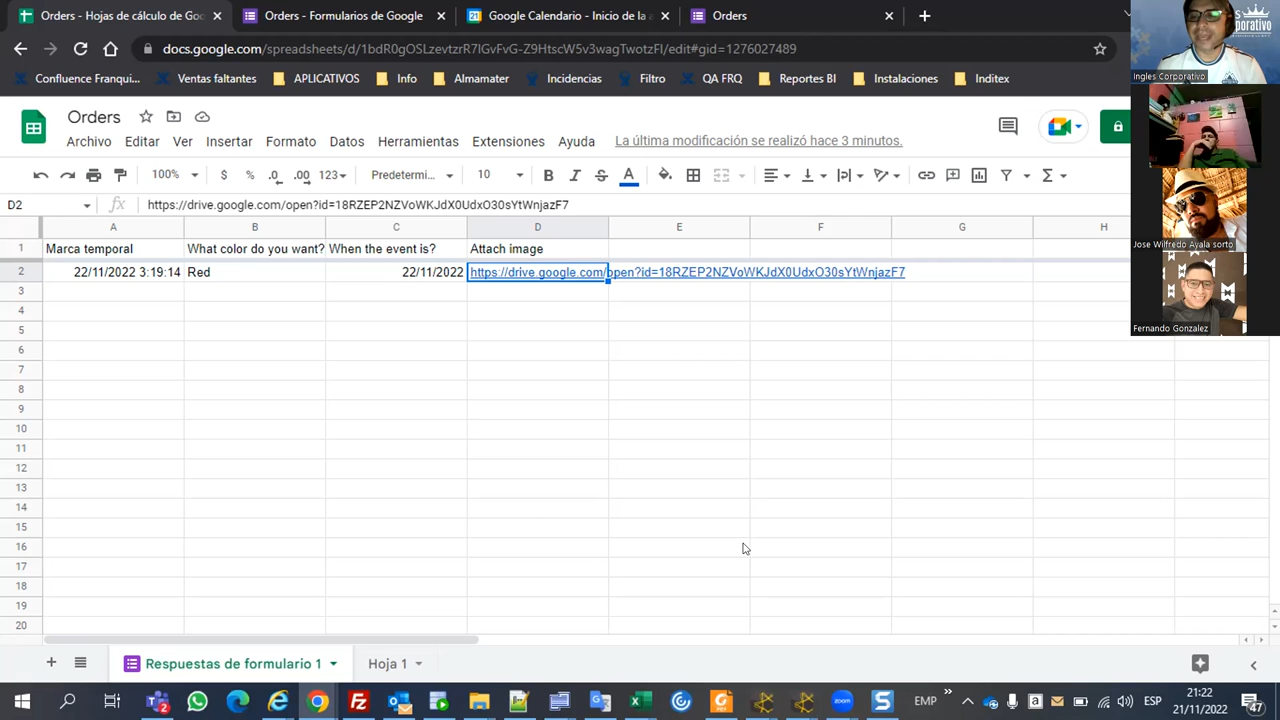 Orders - Hojas de cálculo de Goo
Orders - Formularios de Google
Google Calendario - Inicio de la a
Orders
docs.google.com/spreadsheets/d/1bdR0gOSLzevtzrR7IGvFvG-Z9HtscW5v3wagTwotzFI/edit#gid=1276027489
Confluence Franqui...
Ventas faltantes
APLICATIVOS
Info
Almamater
Incidencias
Filtro
QA FRQ
Reportes BI
Instalaciones
Inditex
Orders
Archivo Editar Ver Insertar Formato Datos Herramientas Extensiones Ayuda
La última modificación se realizó hace 3 minutos.
100% $ % .0 .00 123 Predetermi... 10 B I S A Σ
D2 fx https://drive.google.com/open?id=18RZEP2NZVoWKJdX0UdxO30sYtWnjazF7
A B C D E F G H
1 Marca temporal What color do you want? When the event is? Attach image
2 22/11/2022 3:19:14 Red 22/11/2022 https://drive.google.com/open?id=18RZEP2NZVoWKJdX0UdxO30sYtWnjazF7
3
4
5
6
7
8
9
10
11
12
13
14
15
16
17
18
19
20
Respuestas de formulario 1
Hoja 1
orporativo
Ingles Corporativo
Jose Wilfredo Ayala sorto
Fernando Gonzalez
2
EMP
ESP
21:22
21/11/2022
47